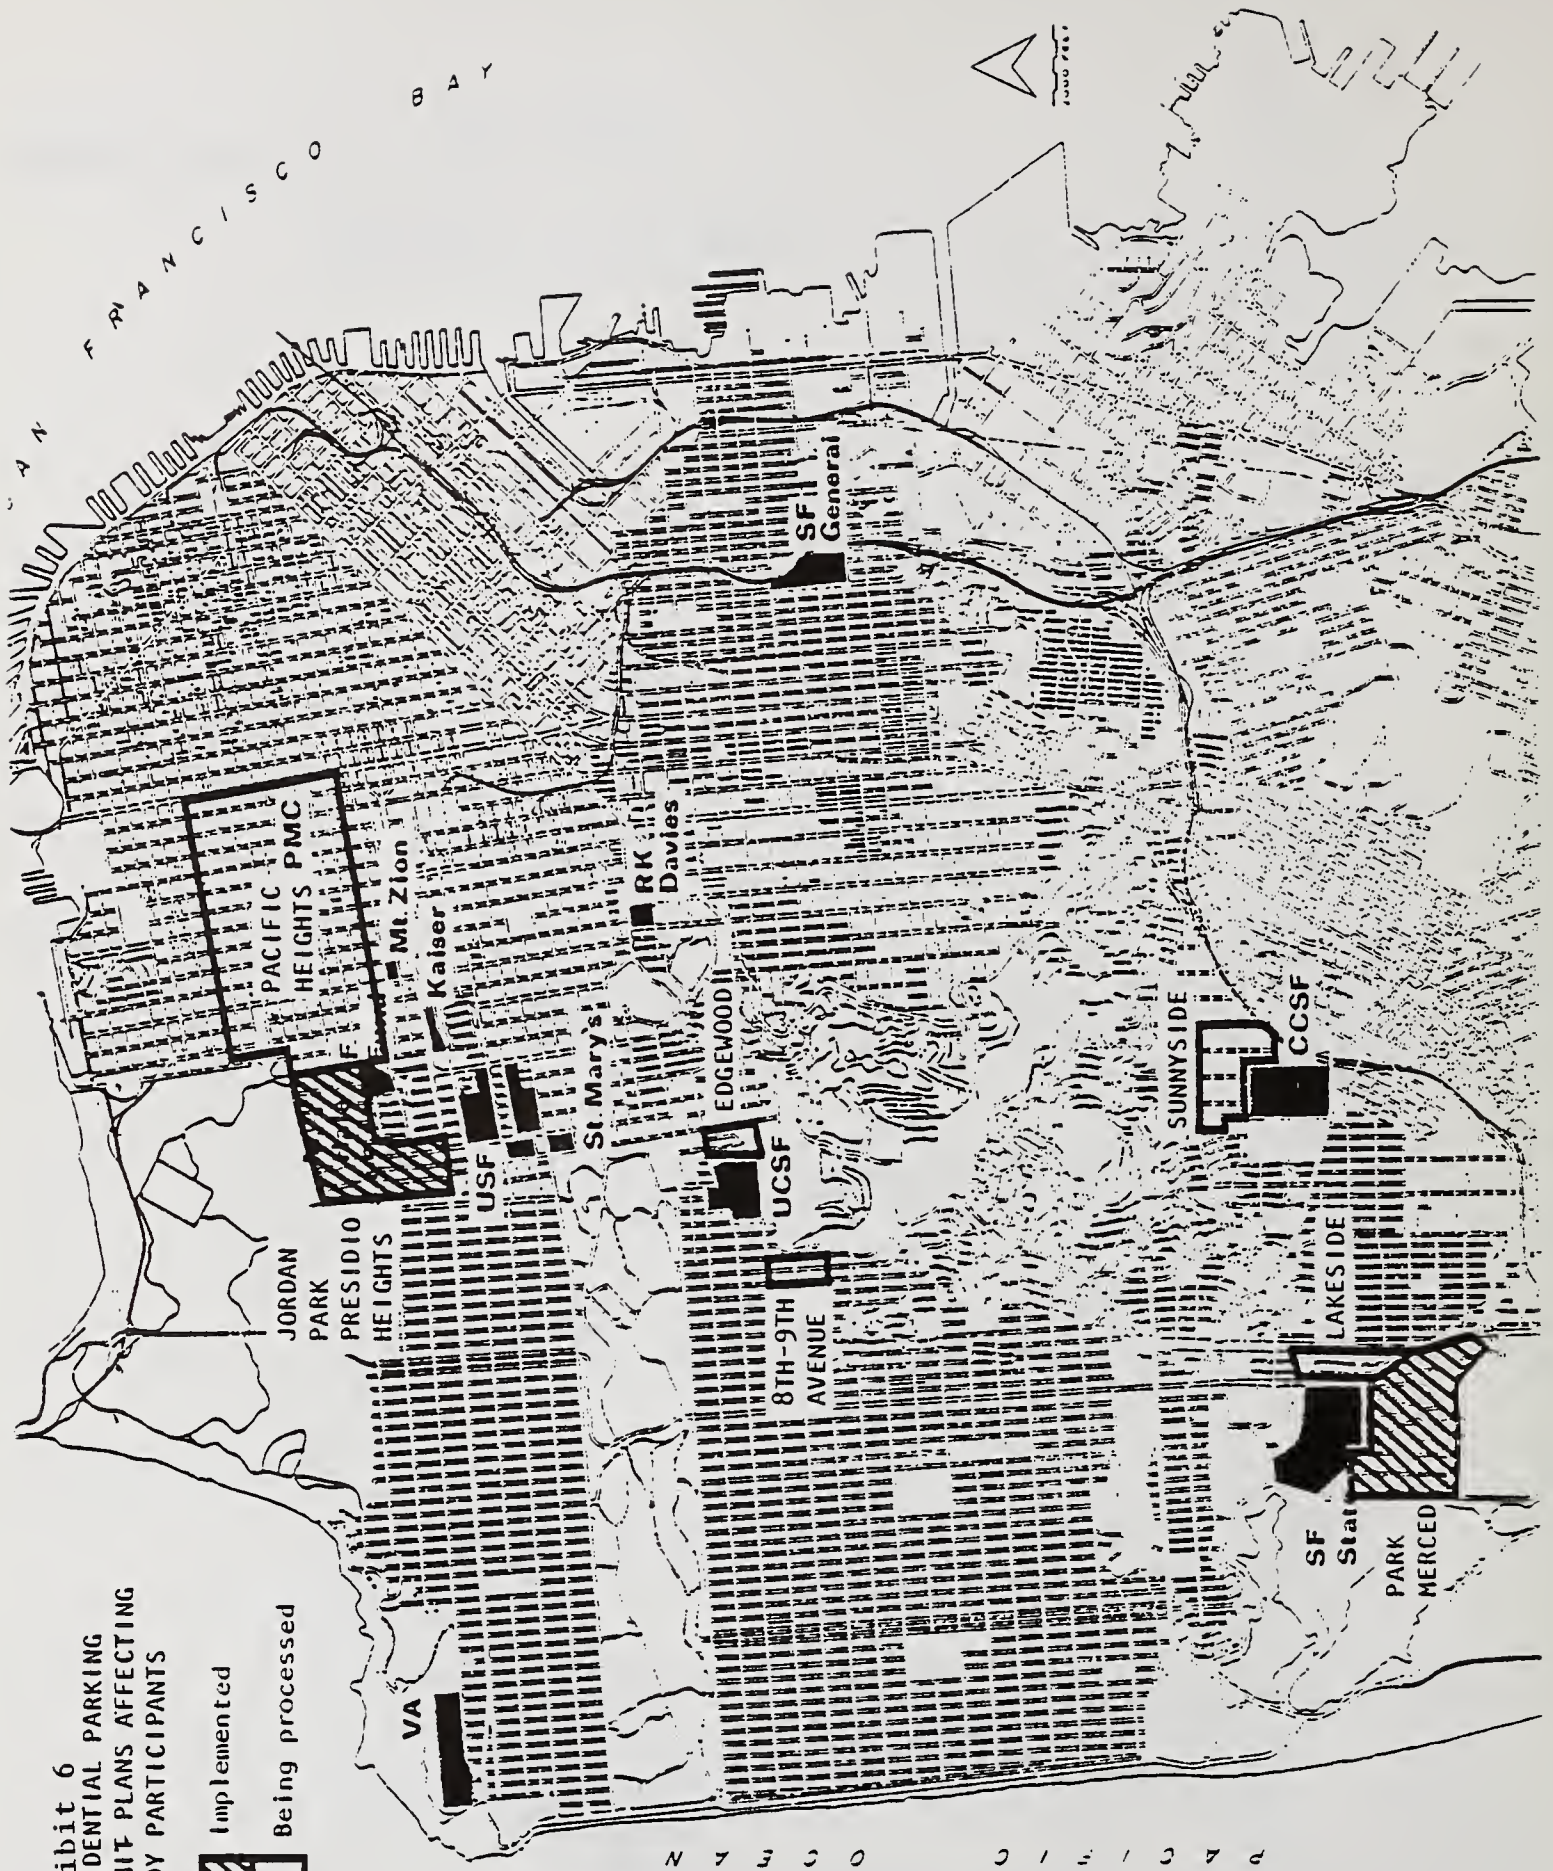 ibit 6
DENTIAL PARKING
IT PLANS AFFECTING
DY PARTICIPANTS
Implemented
Being processed
FRANCISCO BAY
PACIFIC OCEAN
VA
JORDAN
PARK
PRESIDIO
HEIGHTS
PACIFIC
HEIGHTS PMC
Mt. Zion
Kaiser
USF
St. Mary's
RK
Davies
SF
General
EDGEWOOD
UCSF
8TH-9TH
AVENUE
SUNNYSIDE
CCSF
LAKESIDE
SF
State
PARK
MERCED